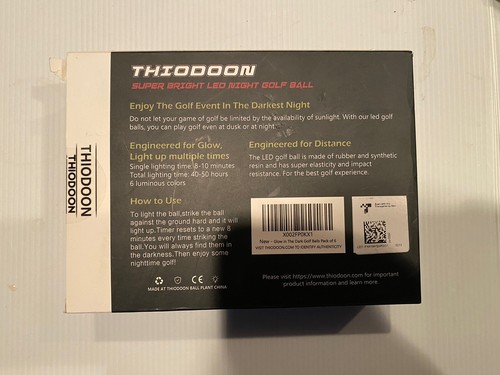 THIODOON
SUPER BRIGHT LED NIGHT GOLF BALL
Enjoy The Golf Event In The Darkest Night
Do not let your game of golf be limited by the availability of sunlight. With our led golf
balls, you can play golf even at dusk or at night.
Engineered for Glow,
Light up multiple times
Single lighting time:8-10 minutes
Total lighting time: 40-50 hours
6 luminous colors
Engineered for Distance
The LED golf ball is made of rubber and synthetic
resin and has super elasticity and impact
resistance. For the best golf experience.
How to Use
To light the ball,strike the ball
against the ground hard and it will
light up.Timer resets to a new 8
minutes every time striking the
ball.You will always find them in
the darkness.Then enjoy some
nighttime golf!
MADE AT THIODOON BALL PLANT CHINA
X002FP0KX1
New - Glow in The Dark Golf Balls Pack of 6
VISIT THIODOON.COM TO IDENTIFY AUTHENTICITY
Please visit https://www.thiodoon.com for important
product information and learn more.
THIODOON
THIODOON